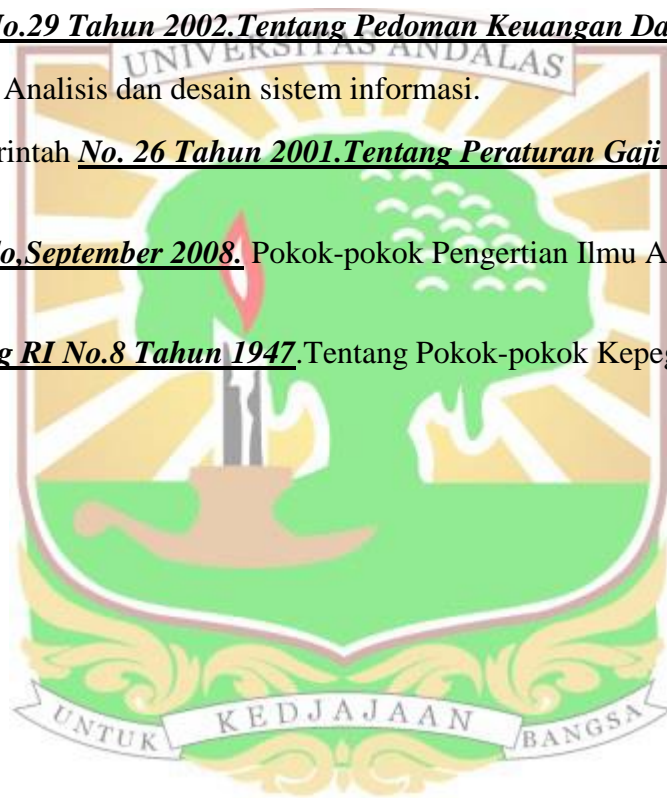 No.29 Tahun 2002.Tentang Pedoman Keuangan Da
UNIVERSITAS ANDALAS
Analisis dan desain sistem informasi.
rintah No. 26 Tahun 2001.Tentang Peraturan Gaji
lo,September 2008. Pokok-pokok Pengertian Ilmu A
g RI No.8 Tahun 1947.Tentang Pokok-pokok Kepeg
UNTUK KEDJAJAAN BANGSA